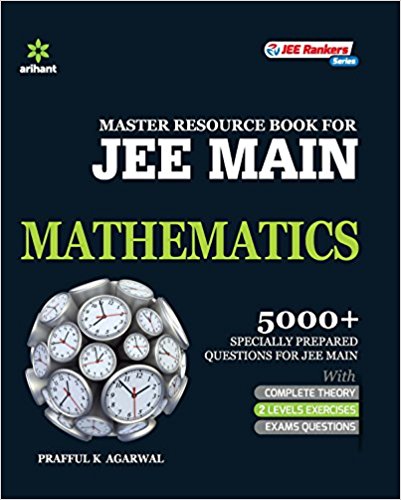 arihant
JEE Rankers
Series
MASTER RESOURCE BOOK FOR
JEE MAIN
MATHEMATICS
5000+
SPECIALLY PREPARED
QUESTIONS FOR JEE MAIN
With
COMPLETE THEORY
2 LEVELS EXERCISES
EXAMS QUESTIONS
PRAFFUL K AGARWAL